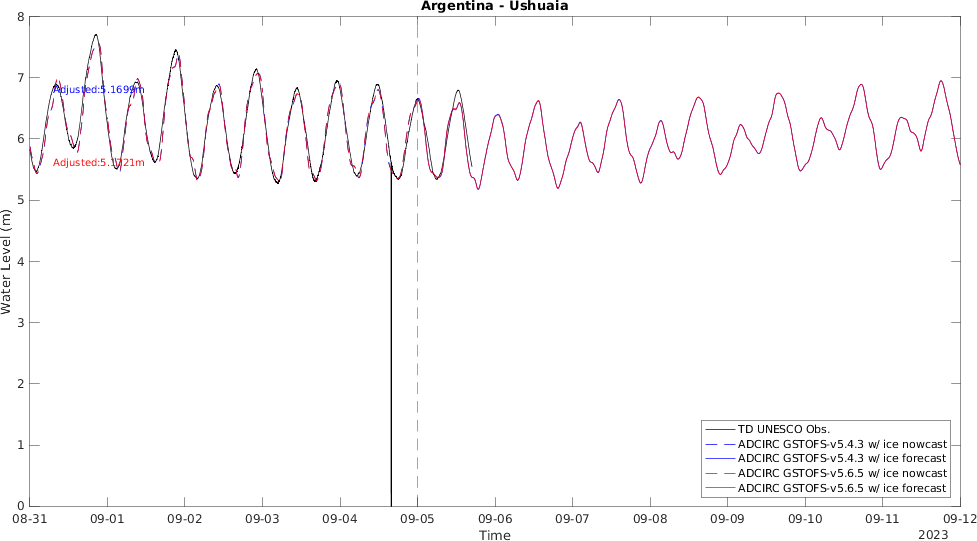 Argentina - Ushuaia
8
7
6
5
4
3
2
1
0
Water Level (m)
Adjusted:5.1699m
TD UNESCO Obs.
ADCIRC GSTOFS-v5.4.3 w/ ice nowcast
ADCIRC GSTOFS-v5.4.3 w/ ice forecast
ADCIRC GSTOFS-v5.6.5 w/ ice nowcast
ADCIRC GSTOFS-v5.6.5 w/ ice forecast
08-31 09-01 09-02 09-03 09-04 09-05 09-06 09-07 09-08 09-09 09-10 09-11 09-12
Time
2023